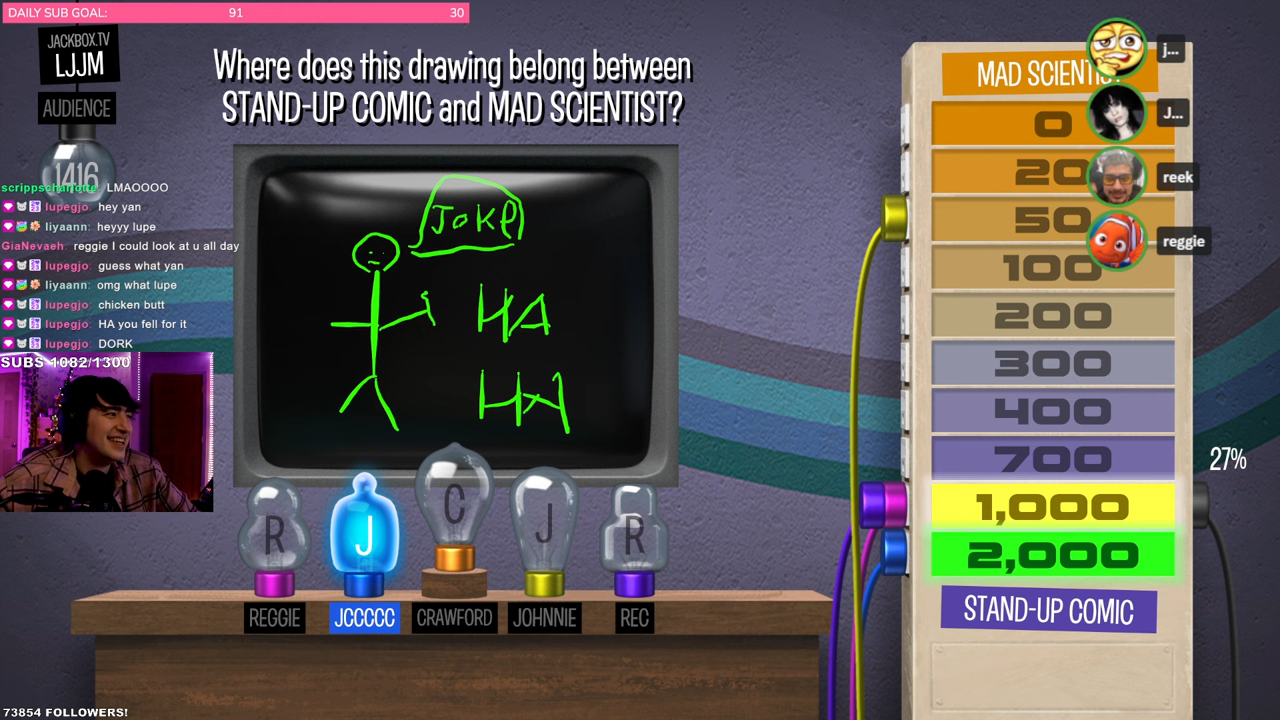 DAILY SUB GOAL: 91 30
JACKBOX.TV
LJJM
AUDIENCE
1416
Where does this drawing belong between
STAND-UP COMIC and MAD SCIENTIST?
JOKE
HA
HA
scrippscharlotte: LMAOOOO
lupegjo: hey yan
liyaann: heyyy lupe
GiaNevaeh: reggie I could look at u all day
lupegjo: guess what yan
liyaann: omg what lupe
lupegjo: chicken butt
lupegjo: HA you fell for it
lupegjo: DORK
SUBS 1082/1300
R
J
C
J
R
REGGIE
JCCCCC
CRAWFORD
JOHNNIE
REC
MAD SCIENTIST
0
20
50
100
200
300
400
700
1,000
2,000
STAND-UP COMIC
27%
j...
J...
reek
reggie
73854 FOLLOWERS!